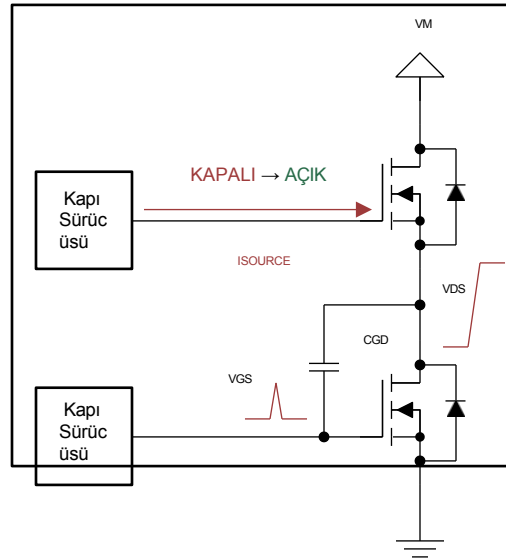 VM
KAPALI → AÇIK
Kapı
Sürüc
üsü
ISOURCE
VDS
CGD
VGS
Kapı
Sürüc
üsü